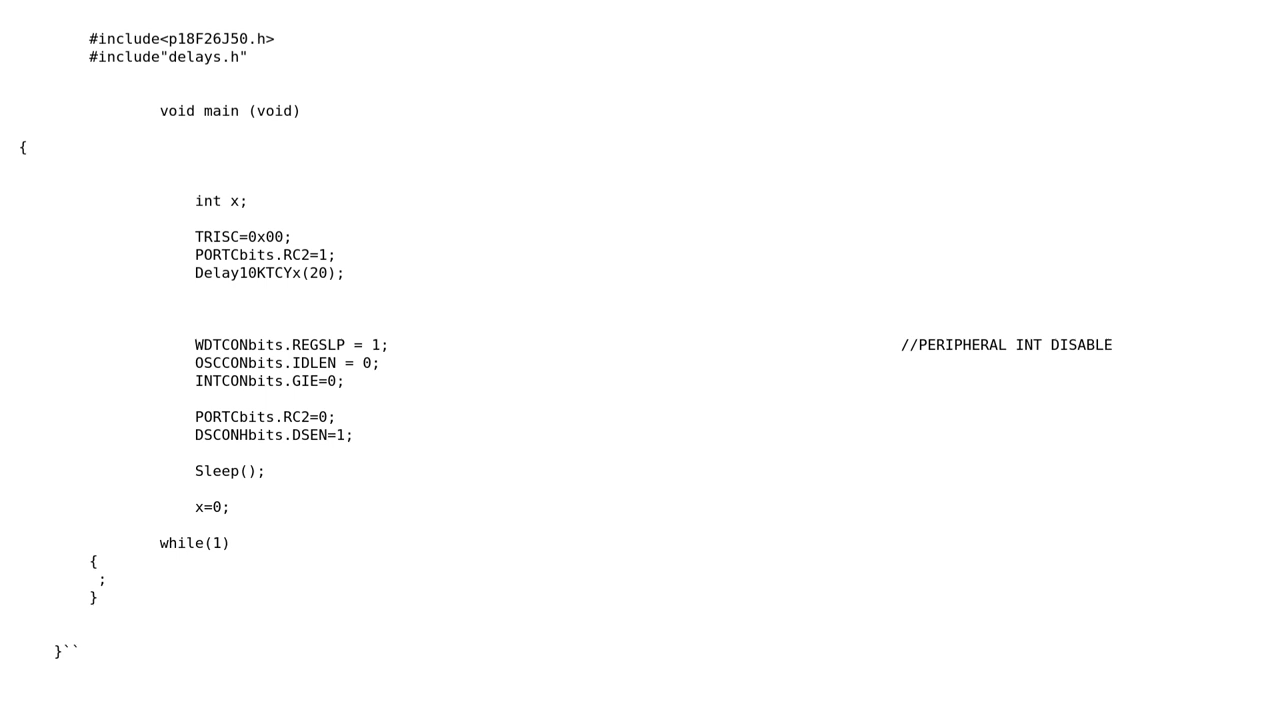 #include<p18F26J50.h>
#include"delays.h"
void main (void)
{
int x;
TRISC=0x00;
PORTCbits.RC2=1;
Delay10KTCYx(20);
WDTCONbits.REGSLP = 1; //PERIPHERAL INT DISABLE
OSCCONbits.IDLEN = 0;
INTCONbits.GIE=0;
PORTCbits.RC2=0;
DSCONHbits.DSEN=1;
Sleep();
x=0;
while(1)
{
;
}
}``